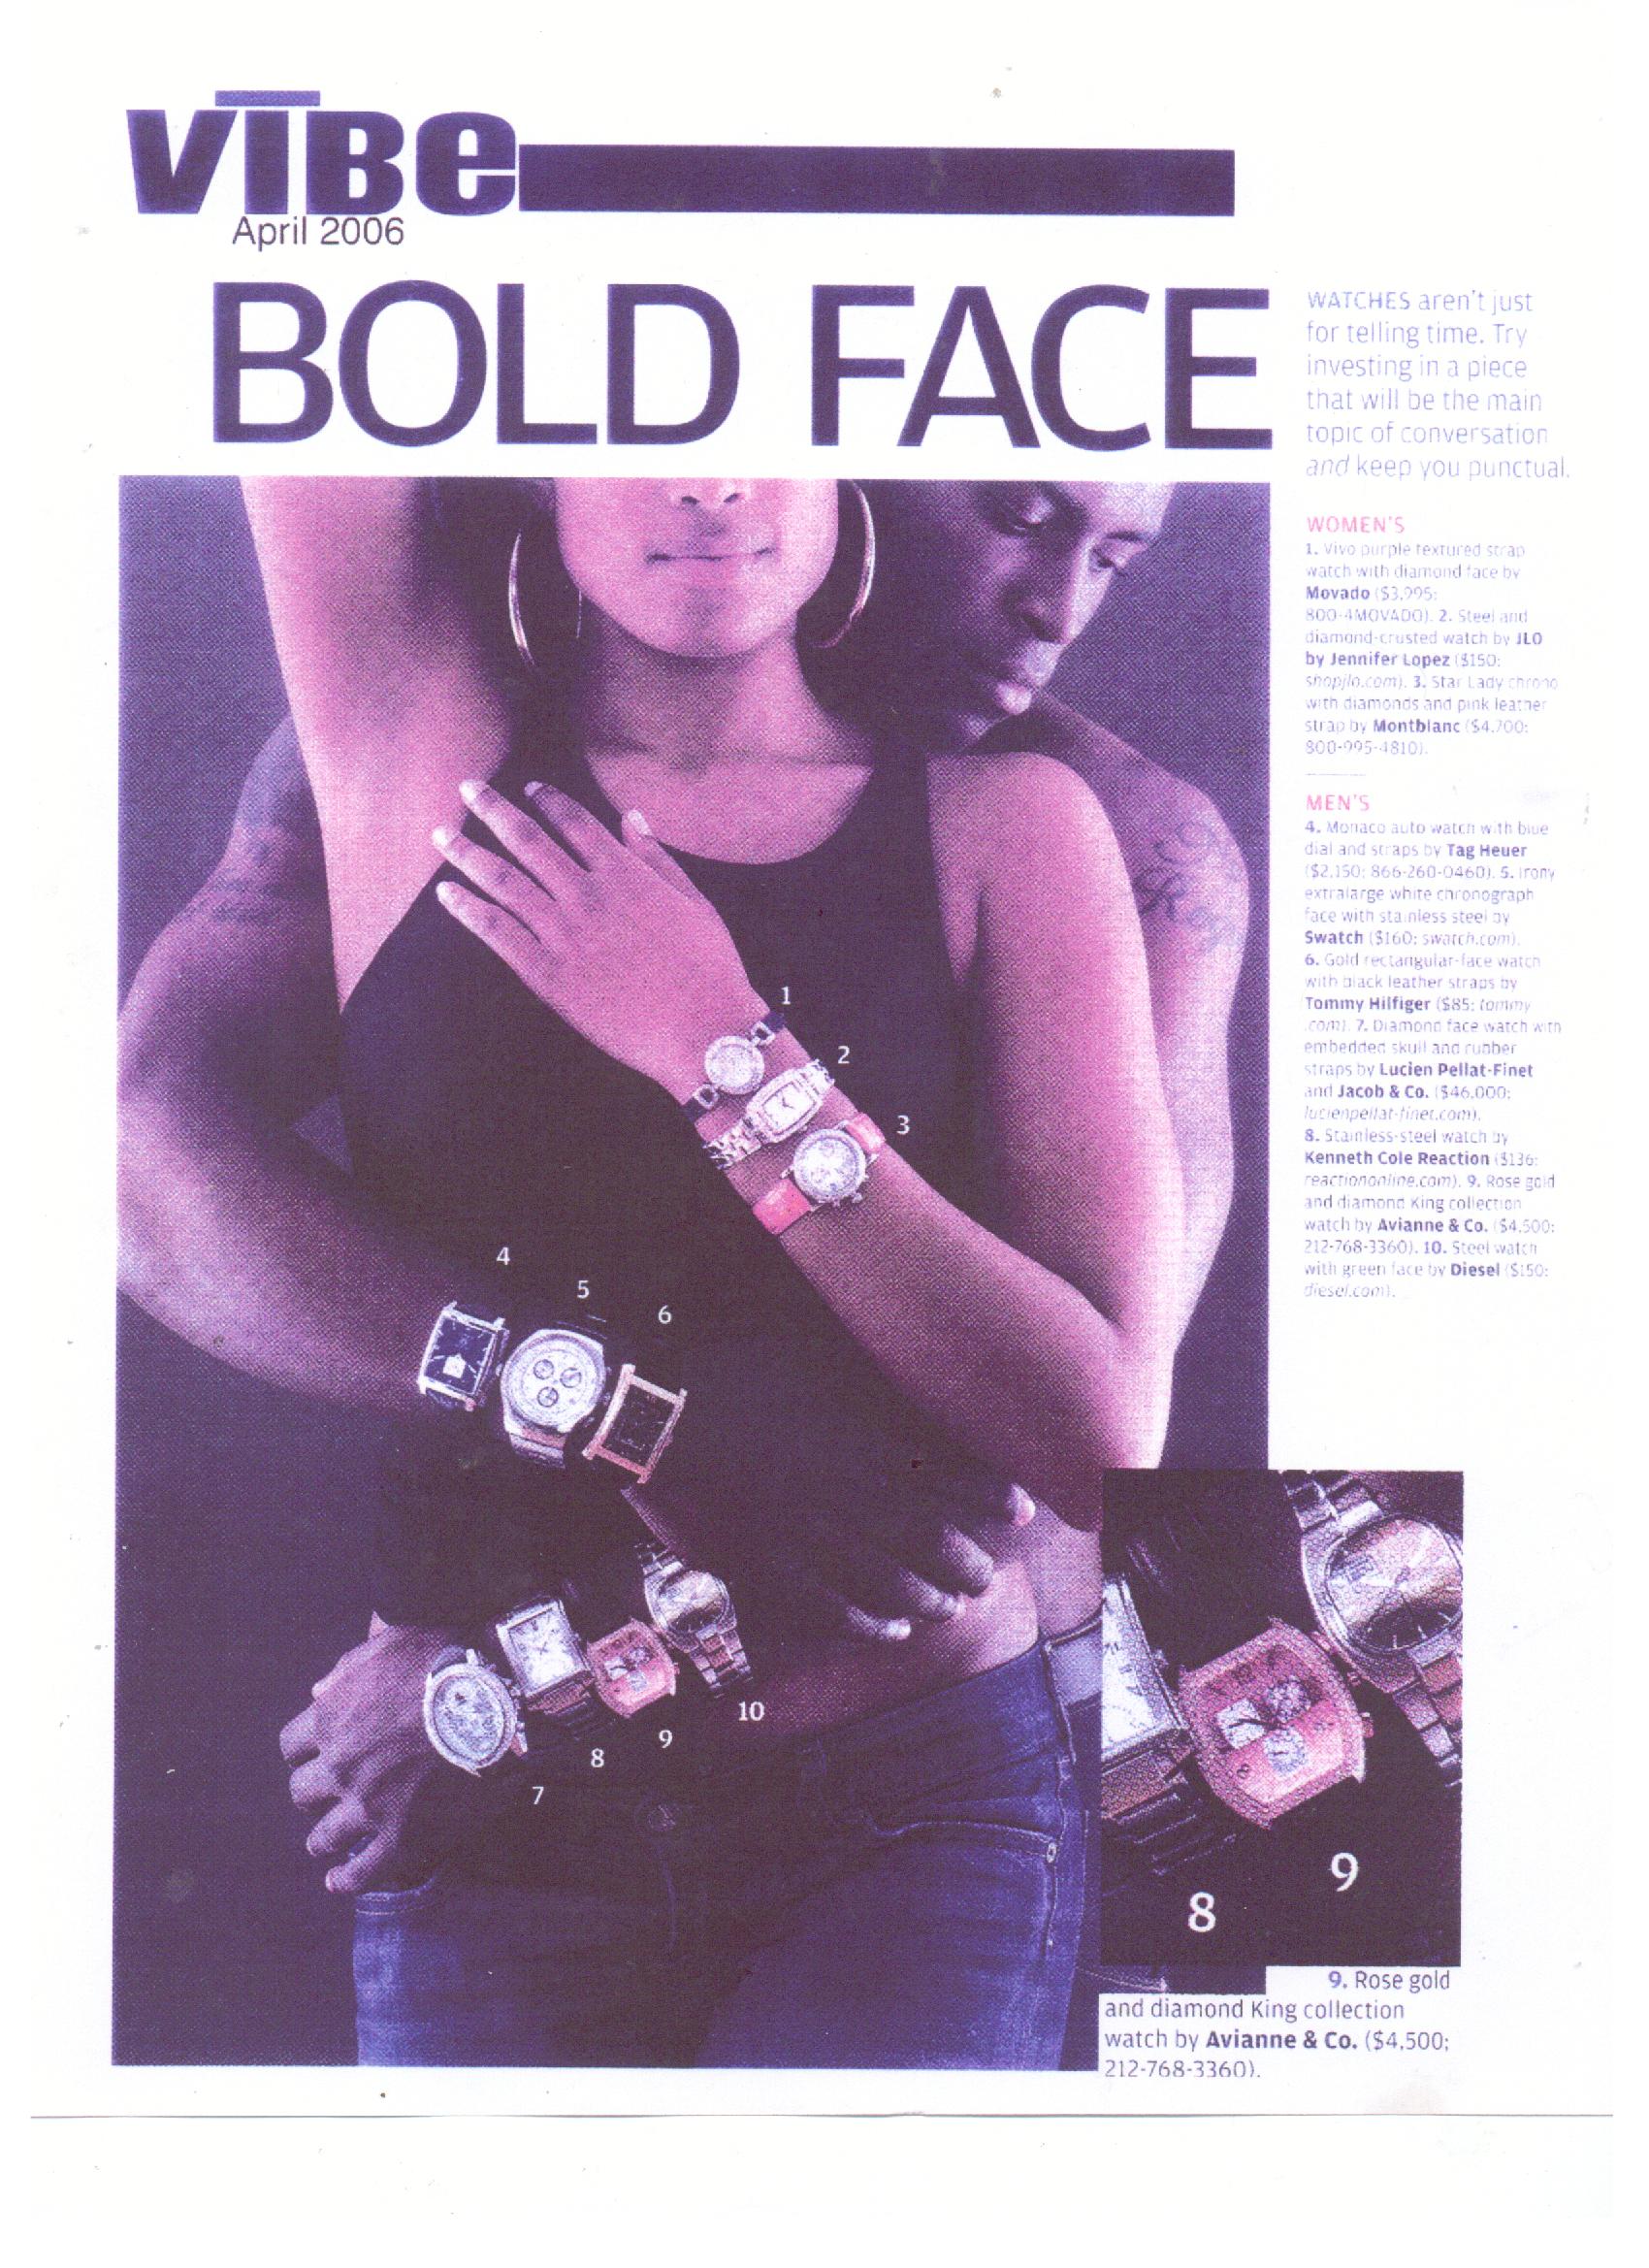 VIBE
April 2006
BOLD FACE
WATCHES aren't just
for telling time. Try
investing in a piece
that will be the main
topic of conversation
and keep you punctual.
WOMEN'S
1. Vivo purple textured strap
watch with diamond face by
Movado ($3,995;
800-4MOVADO). 2. Steel and
diamond-crusted watch by JLO
by Jennifer Lopez ($150;
shopjlo.com). 3. Star Lady chrono
with diamonds and pink leather
strap by Montblanc ($4,700;
800-995-4810).
MEN'S
4. Monaco auto watch with blue
dial and straps by Tag Heuer
($2,150; 866-260-0460). 5. Irony
extralarge white chronograph
face with stainless steel by
Swatch ($160; swatch.com).
6. Gold rectangular-face watch
with black leather straps by
Tommy Hilfiger ($85; tommy
.com). 7. Diamond face watch with
embedded skull and rubber
straps by Lucien Pellat-Finet
and Jacob & Co. ($46,000;
lucienpellat-finet.com).
8. Stainless-steel watch by
Kenneth Cole Reaction ($136;
reactiononline.com). 9. Rose gold
and diamond King collection
watch by Avianne & Co. ($4,500;
212-768-3360). 10. Steel watch
with green face by Diesel ($150;
diesel.com).
1
2
3
4
5
6
7
8
9
10
8
9
9. Rose gold
and diamond King collection
watch by Avianne & Co. ($4,500;
212-768-3360).